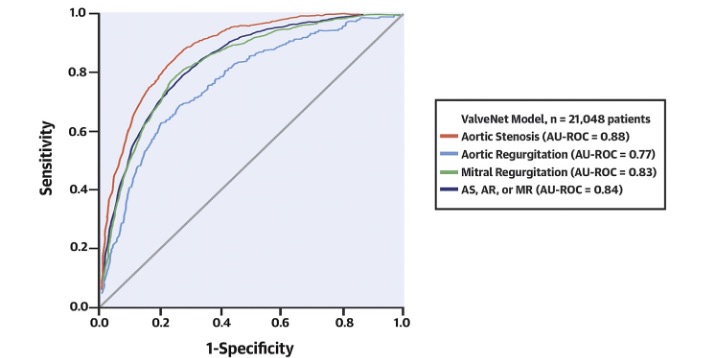 1.0
0.8
0.6
0.4
0.2
0.0
Sensitivity
0.0 0.2 0.4 0.6 0.8 1.0
1-Specificity
ValveNet Model, n = 21,048 patients
Aortic Stenosis (AU-ROC = 0.88)
Aortic Regurgitation (AU-ROC = 0.77)
Mitral Regurgitation (AU-ROC = 0.83)
AS, AR, or MR (AU-ROC = 0.84)